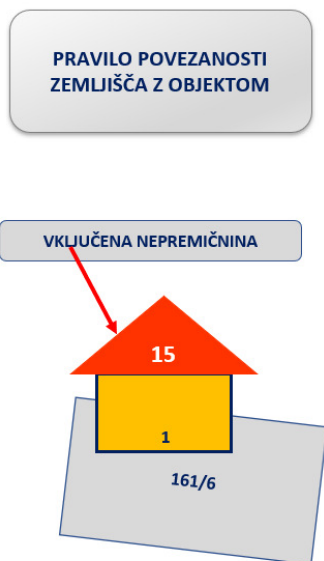 PRAVILO POVEZANOSTI
ZEMLJIŠČA Z OBJEKTOM
VKLJUČENA NEPREMIČNINA
15
1
161/6